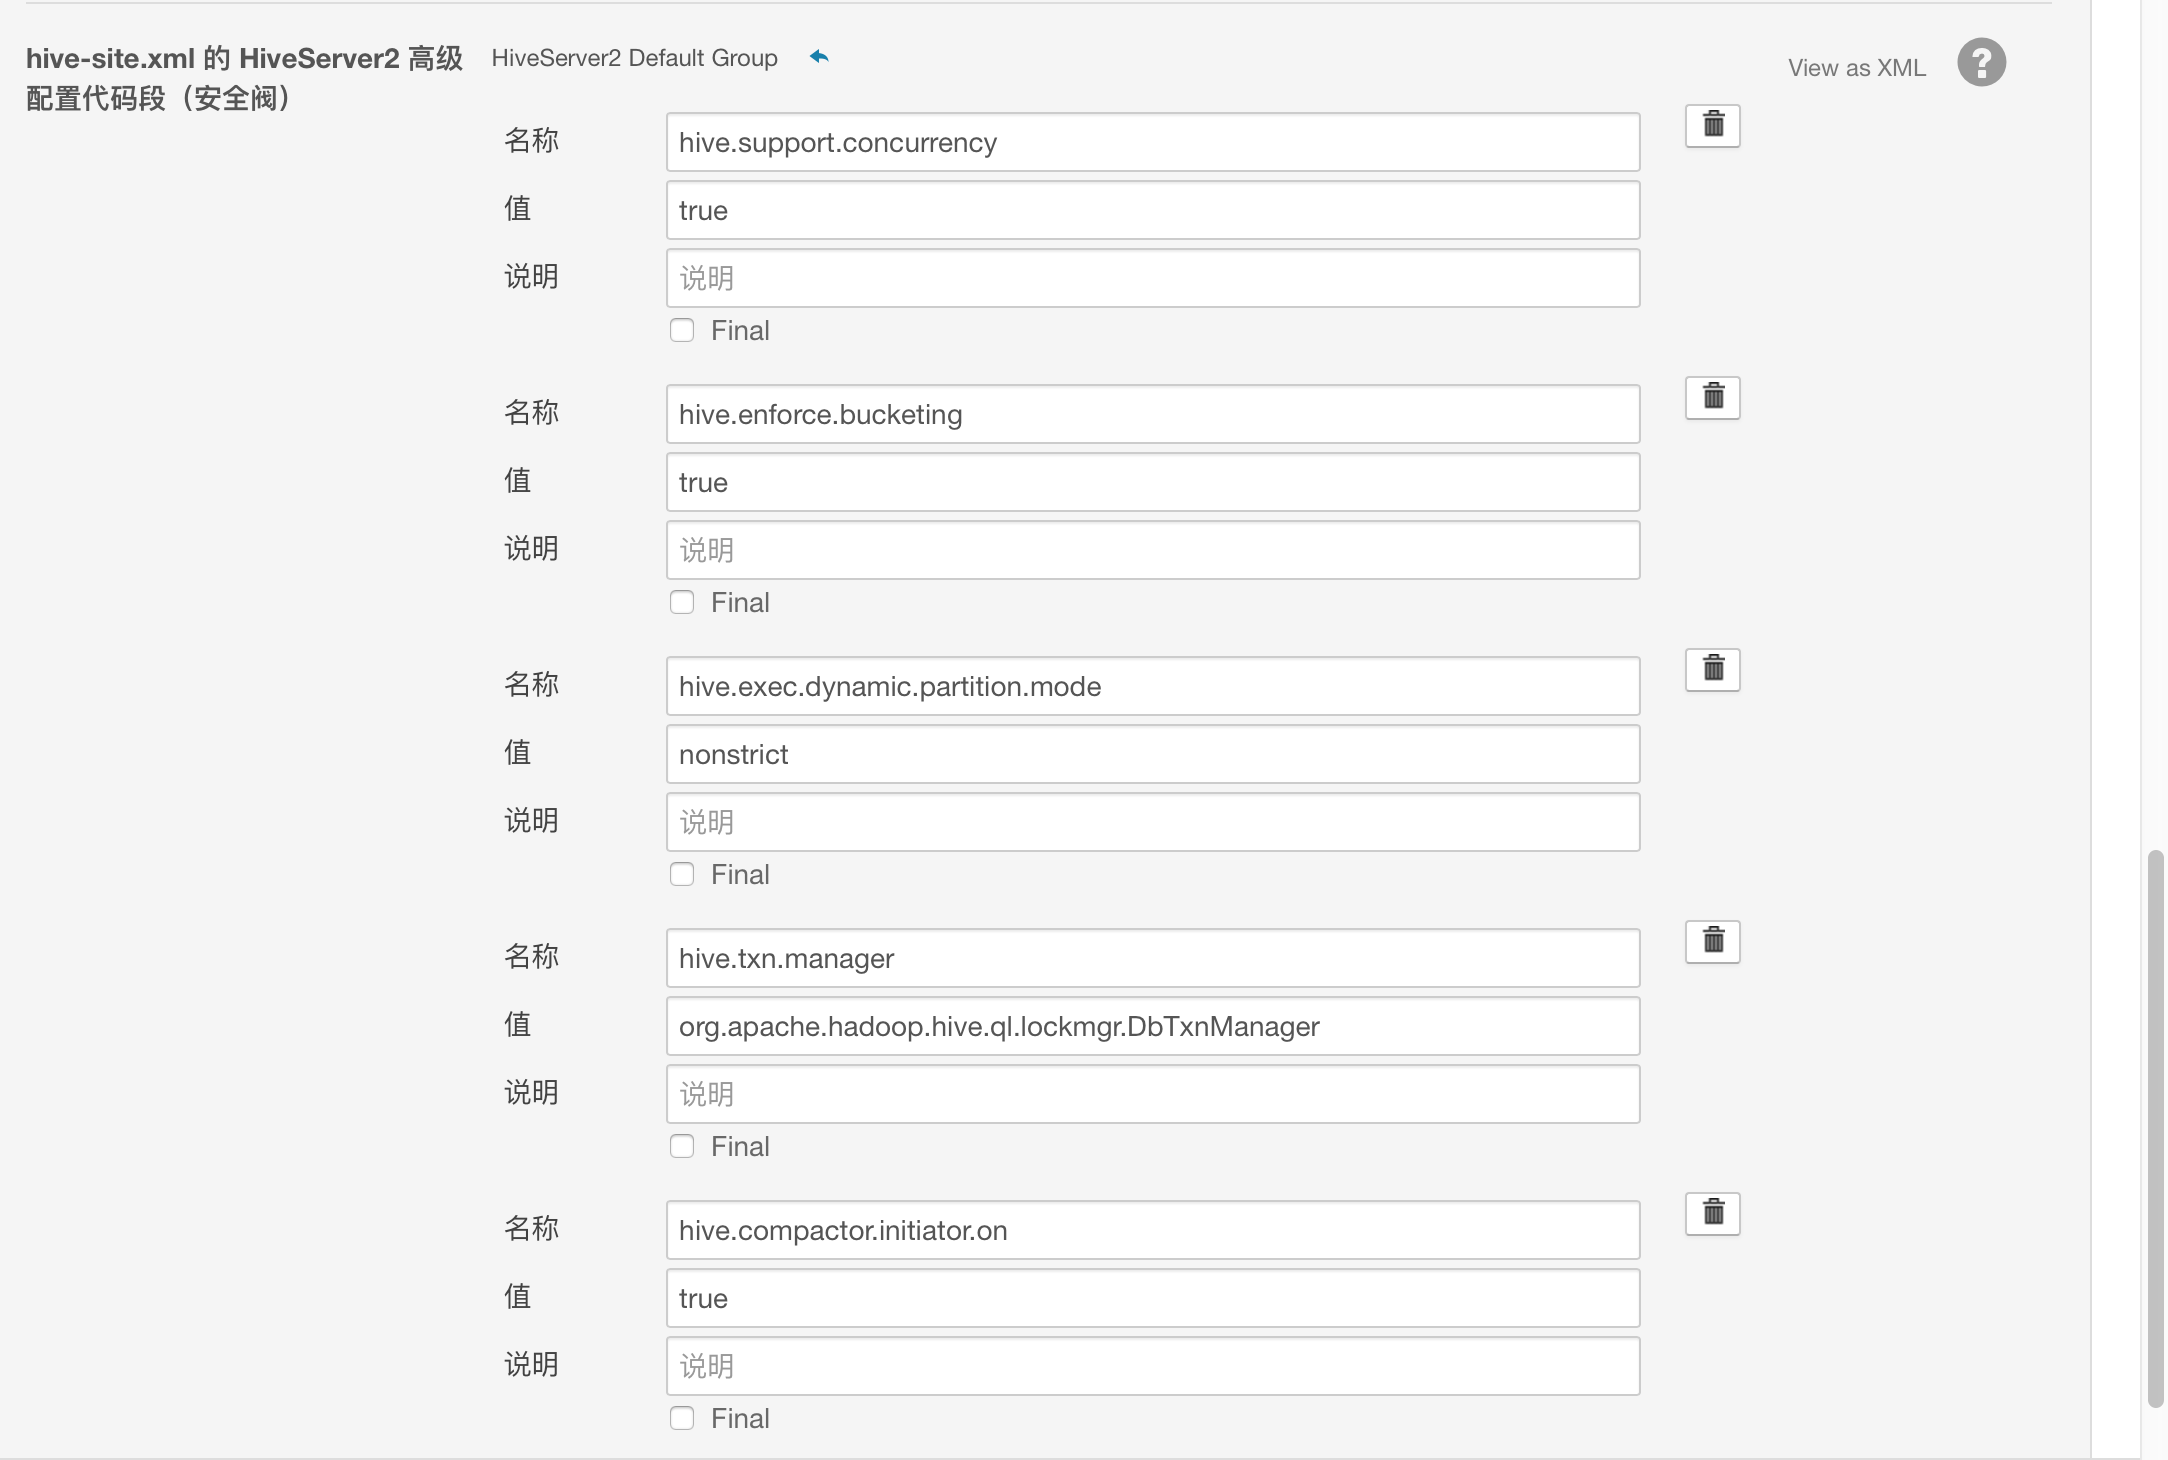 hive-site.xml 的 HiveServer2 高级
配置代码段（安全阀）
HiveServer2 Default Group
View as XML
?
名称
hive.support.concurrency
值
true
说明
说明
Final
名称
hive.enforce.bucketing
值
true
说明
说明
Final
名称
hive.exec.dynamic.partition.mode
值
nonstrict
说明
说明
Final
名称
hive.txn.manager
值
org.apache.hadoop.hive.ql.lockmgr.DbTxnManager
说明
说明
Final
名称
hive.compactor.initiator.on
值
true
说明
说明
Final